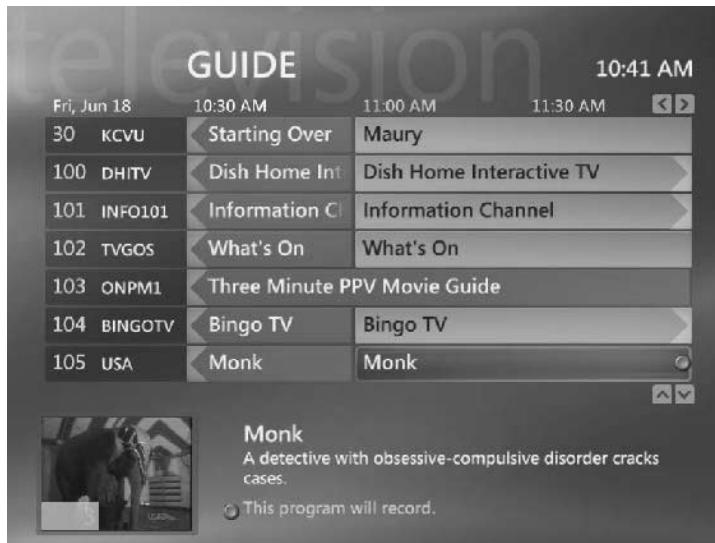 television
GUIDE
10:41 AM
Fri, Jun 18 10:30 AM 11:00 AM 11:30 AM
30 KCVU Starting Over Maury
100 DHITV Dish Home Int Dish Home Interactive TV
101 INFO101 Information Cl Information Channel
102 TVGOS What's On What's On
103 ONPM1 Three Minute PPV Movie Guide
104 BINGOTV Bingo TV Bingo TV
105 USA Monk Monk
Monk
A detective with obsessive-compulsive disorder cracks
cases.
This program will record.